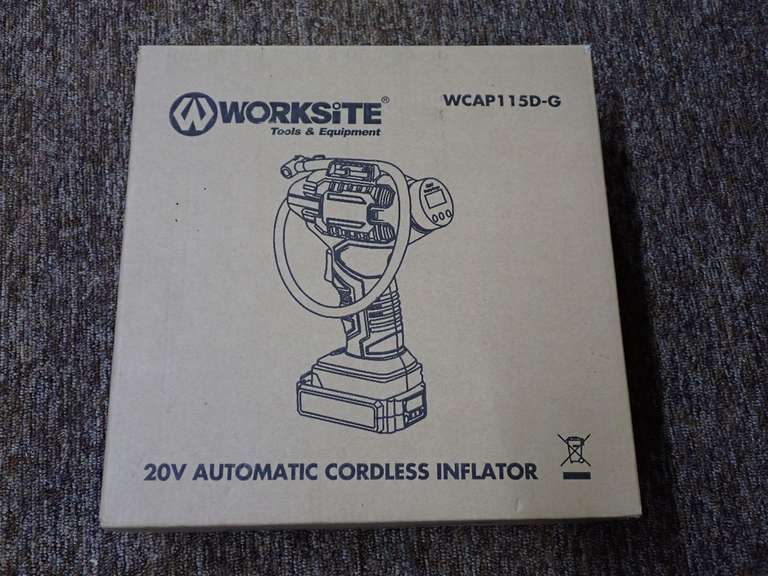 WORKSiTE®
WCAP115D-G
Tools & Equipment
20V AUTOMATIC CORDLESS INFLATOR